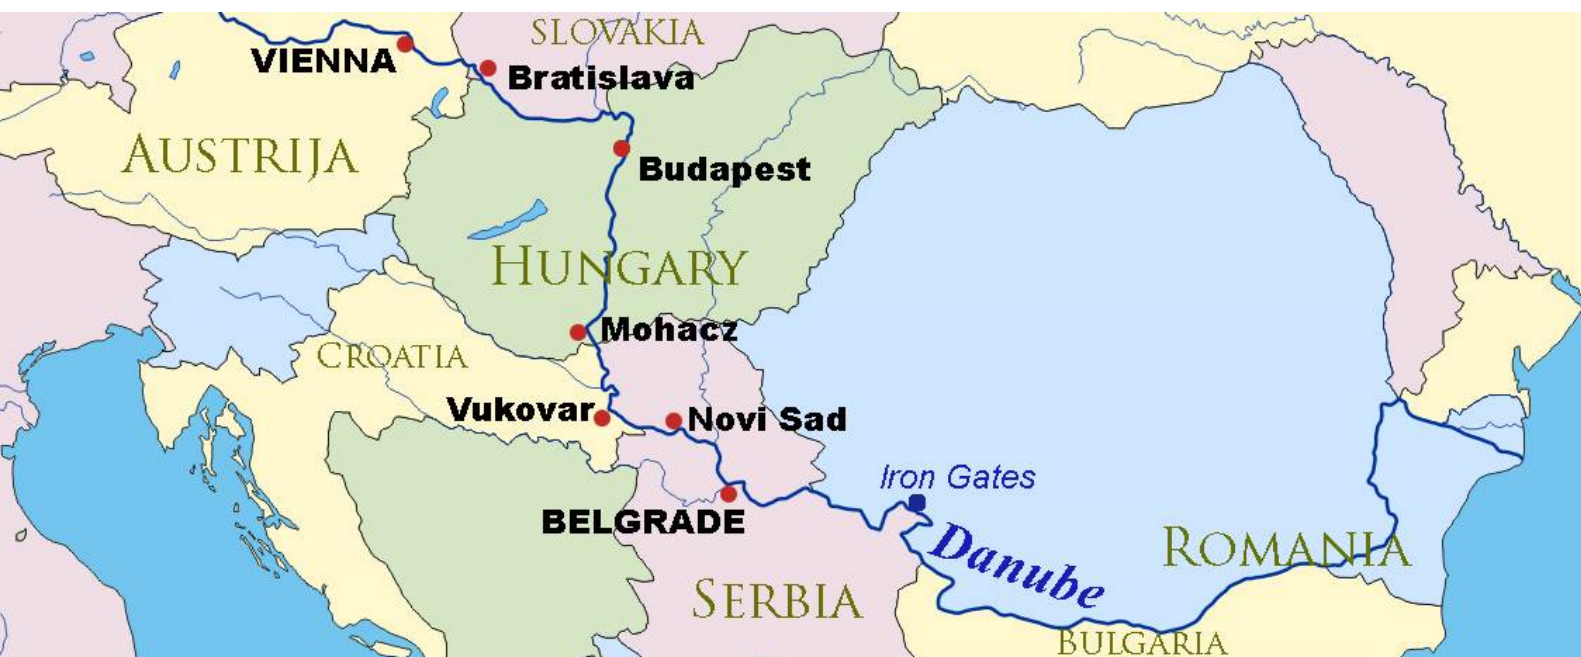 SLOVAKIA
VIENNA
Bratislava
AUSTRIJA
Budapest
HUNGARY
Mohacz
CROATIA
Vukovar
Novi Sad
Iron Gates
BELGRADE
Danube
ROMANIA
SERBIA
BULGARIA